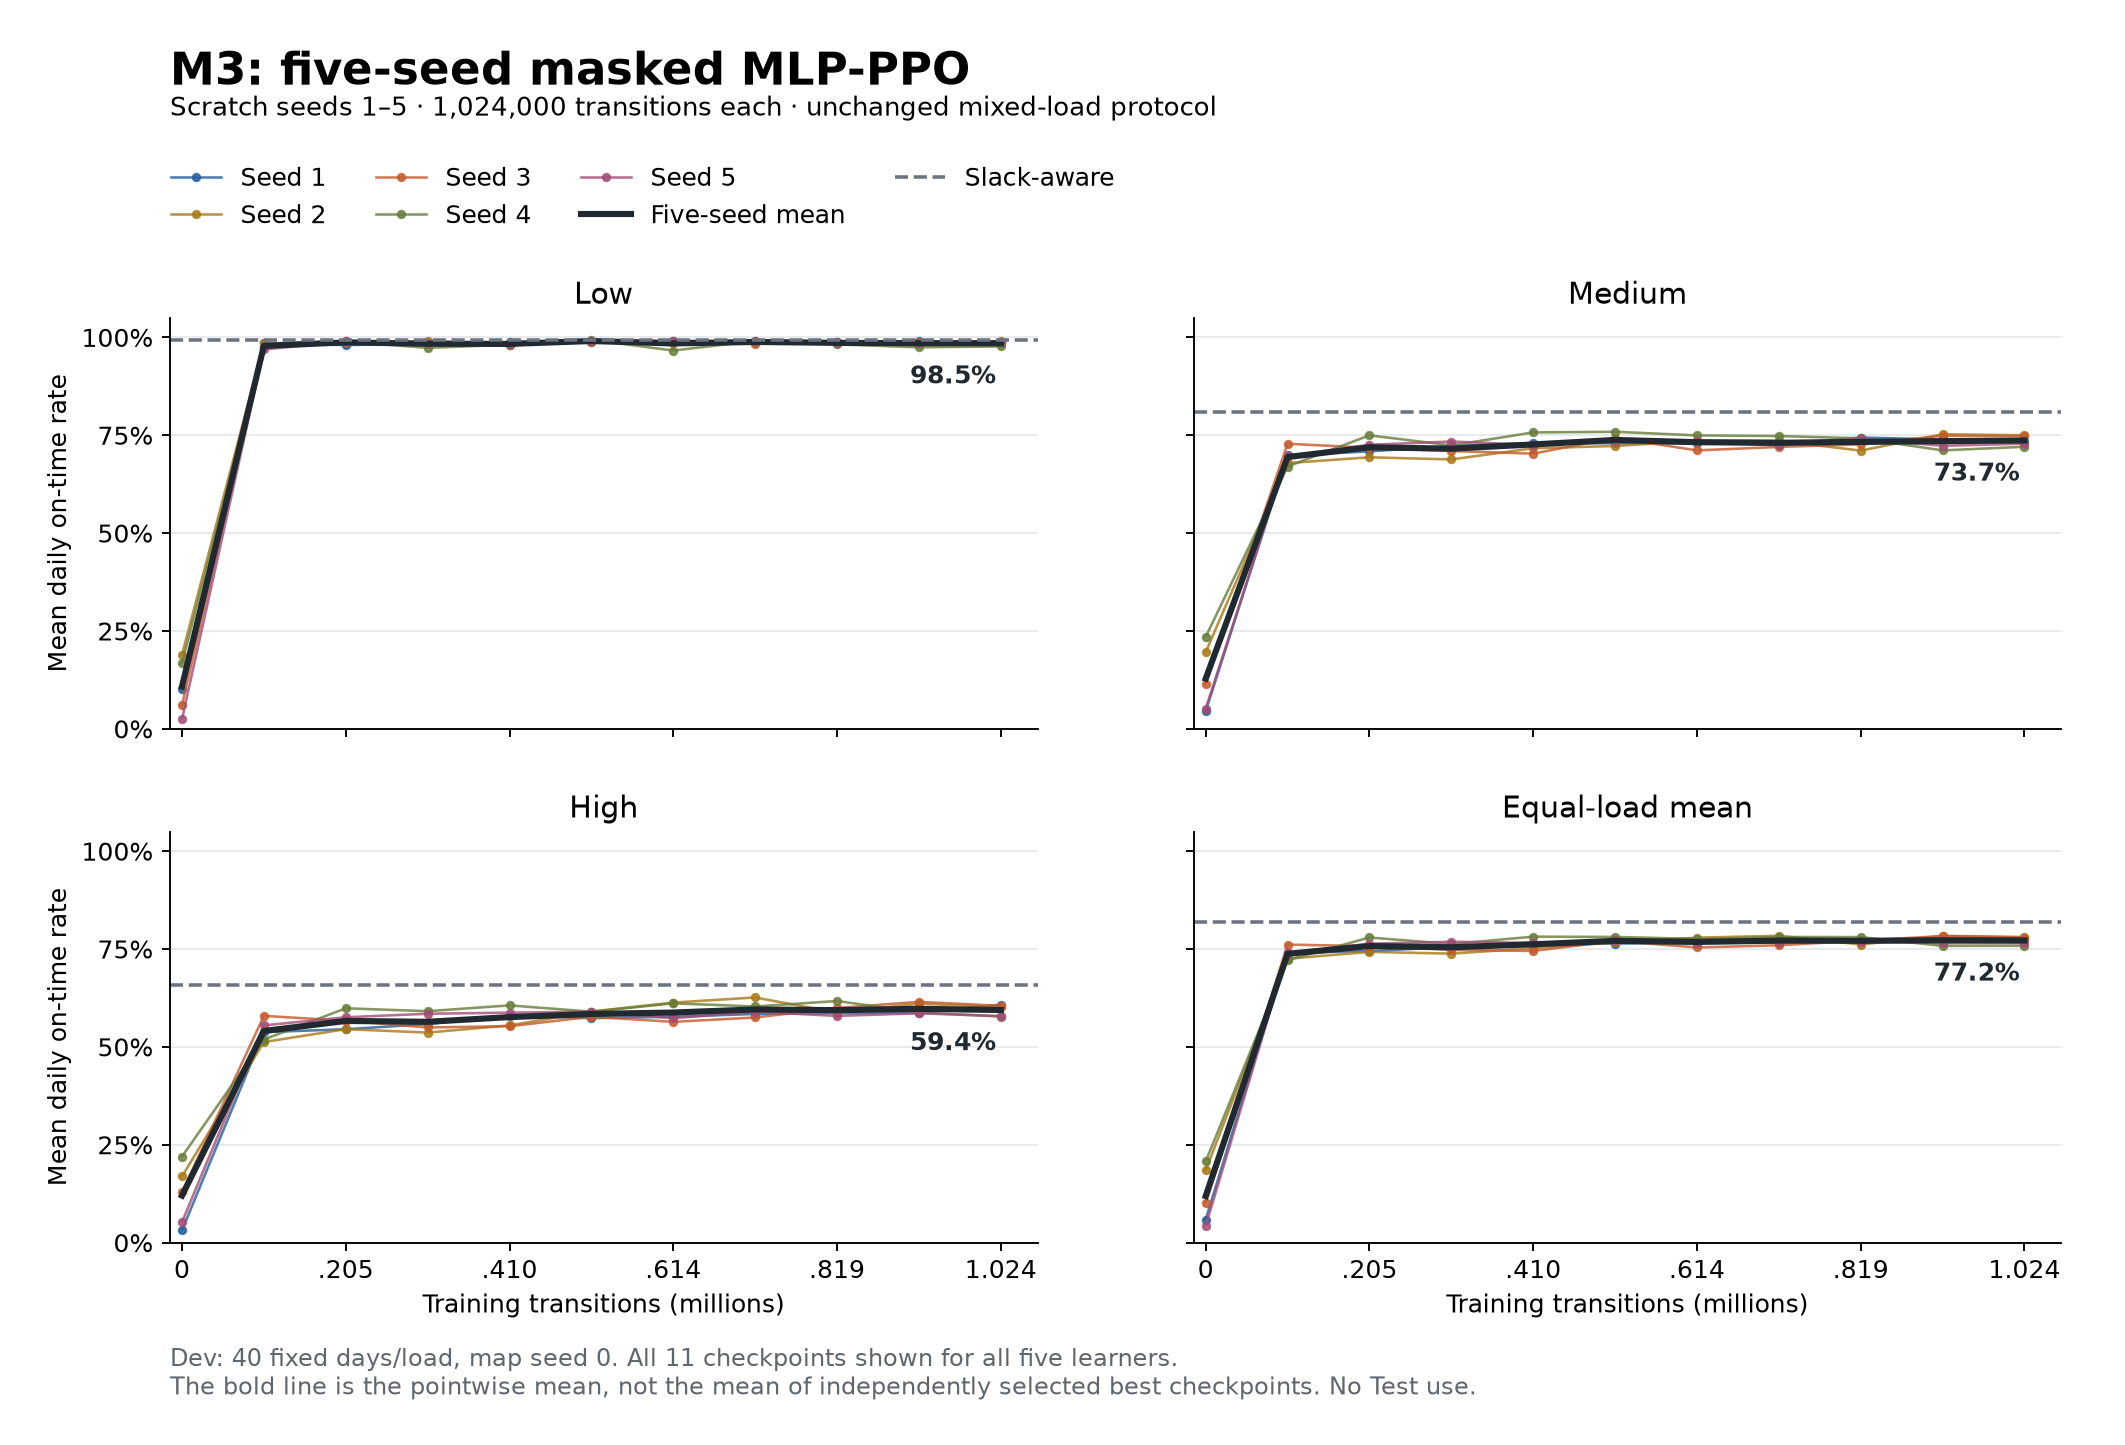 M3: five-seed masked MLP-PPO
Scratch seeds 1–5 · 1,024,000 transitions each · unchanged mixed-load protocol
Seed 1 Seed 3 Seed 5 Slack-aware
Seed 2 Seed 4 Five-seed mean
Low Medium
Mean daily on-time rate
100%
75%
50%
25%
0%
98.5%
73.7%
High Equal-load mean
Mean daily on-time rate
100%
75%
50%
25%
0%
59.4%
77.2%
0 .205 .410 .614 .819 1.024 0 .205 .410 .614 .819 1.024
Training transitions (millions) Training transitions (millions)
Dev: 40 fixed days/load, map seed 0. All 11 checkpoints shown for all five learners.
The bold line is the pointwise mean, not the mean of independently selected best checkpoints. No Test use.